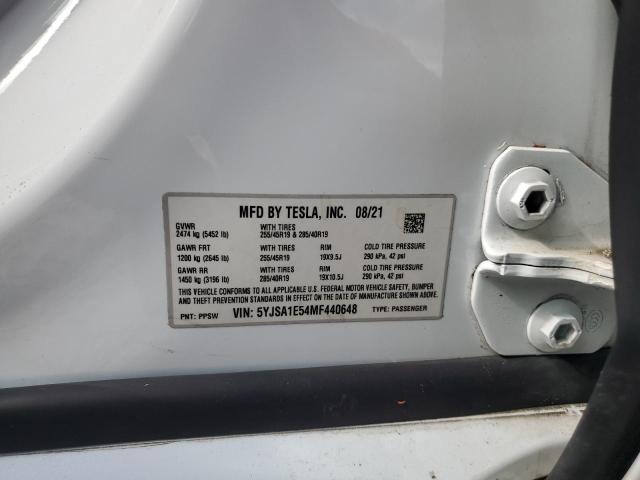 MFD BY TESLA, INC. 08/21
GVWR WITH TIRES
2474 kg (5452 lb) 255/45R19 & 285/40R19
GAWR FRT WITH TIRES RIM COLD TIRE PRESSURE
1200 kg (2645 lb) 255/45R19 19X9.5J 290 kPa, 42 psi
GAWR RR WITH TIRES RIM COLD TIRE PRESSURE
1450 kg (3196 lb) 285/40R19 19X10.5J 290 kPa, 42 psi
THIS VEHICLE CONFORMS TO ALL APPLICABLE U.S. FEDERAL MOTOR VEHICLE SAFETY, BUMPER
AND THEFT PREVENTION STANDARDS IN EFFECT ON THE DATE OF MANUFACTURE SHOWN ABOVE.
PNT: PPSW VIN: 5YJSA1E54MF440648 TYPE: PASSENGER